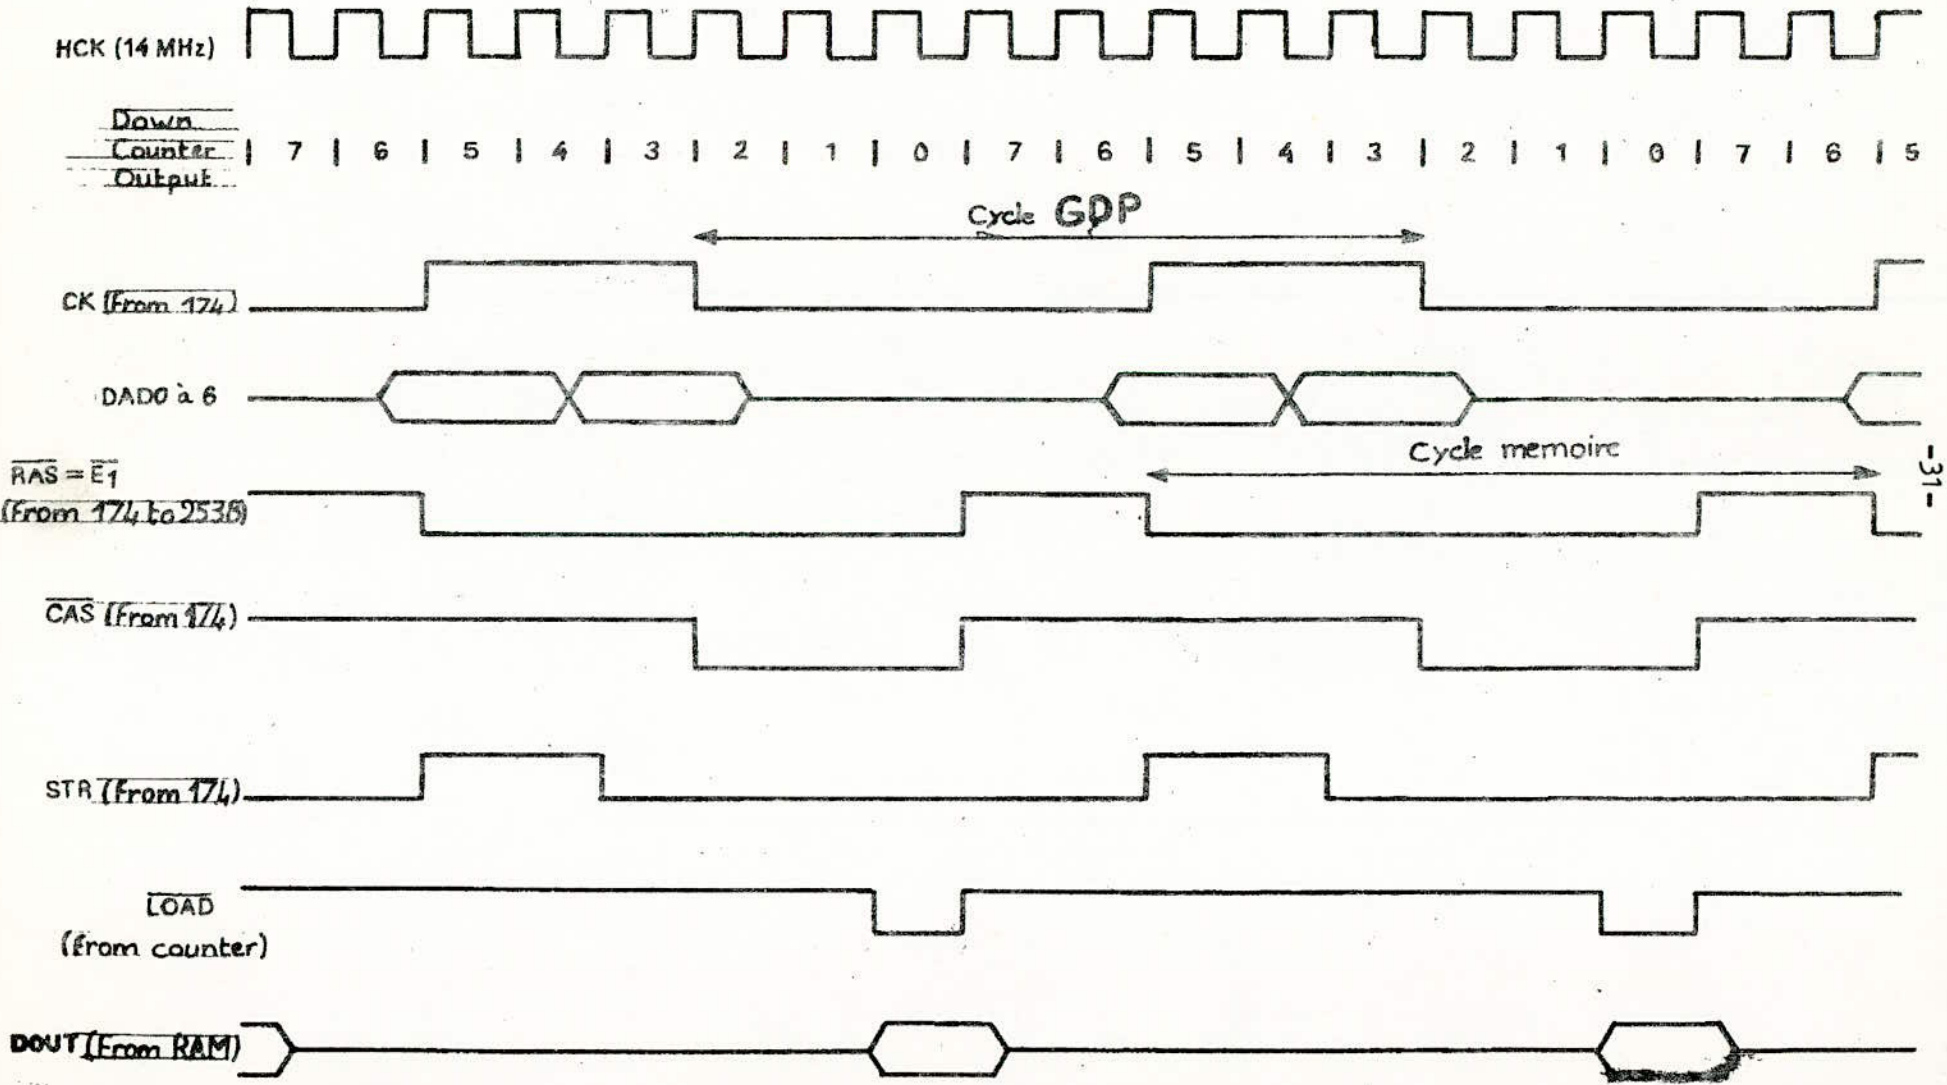 HCK (14 MHz)
Down
Counter
Output
| 7 | 6 | 5 | 4 | 3 | 2 | 1 | 0 | 7 | 6 | 5 | 4 | 3 | 2 | 1 | 0 | 7 | 6 | 5
Cycle GDP
CK (From 174)
DAD0 à 6
Cycle memoire
RAS = E1
(From 174 to 2538)
-31-
CAS (From 174)
STR (From 174)
LOAD
(from counter)
DOUT (From RAM)